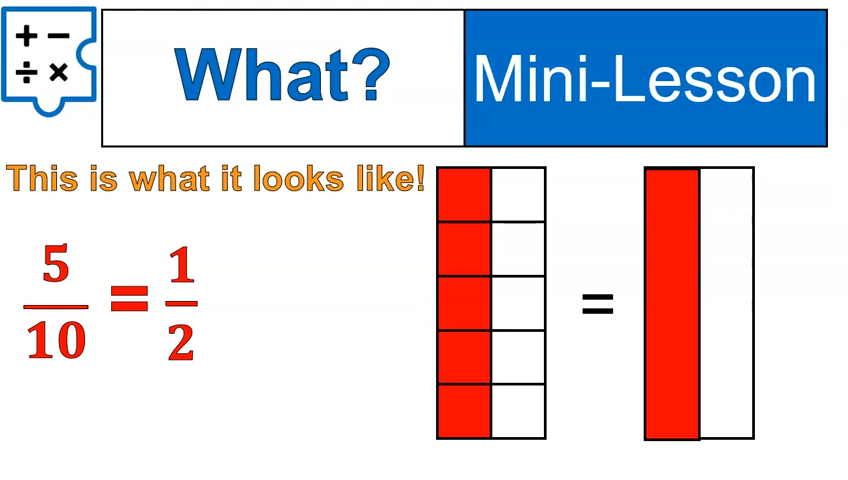 + −
÷ ×
What? Mini-Lesson
This is what it looks like!
5/10 = 1/2
=